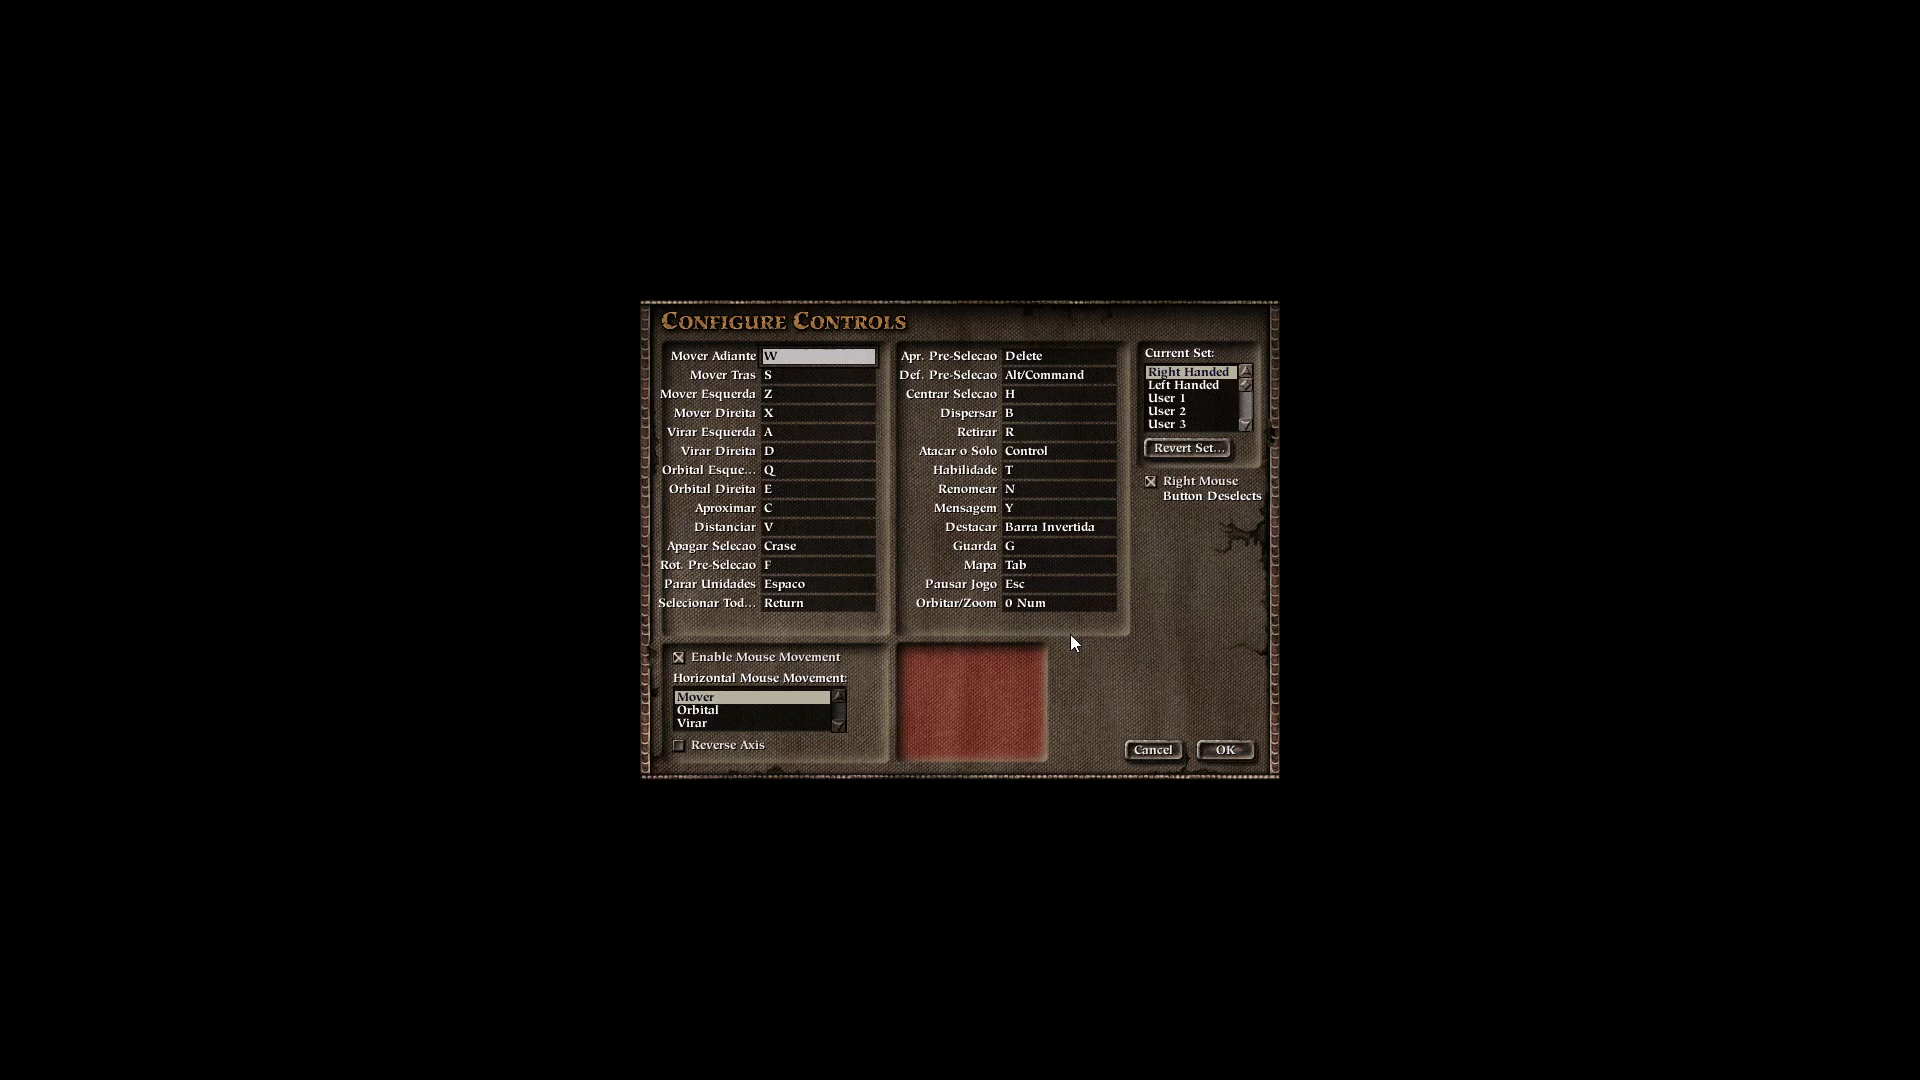 Configure Controls
Mover Adiante W
Mover Tras S
Mover Esquerda Z
Mover Direita X
Virar Esquerda A
Virar Direita D
Orbital Esque... Q
Orbital Direita E
Aproximar C
Distanciar V
Apagar Selecao Crase
Rot. Pre-Selecao F
Parar Unidades Espaco
Selecionar Tod... Return
Apr. Pre-Selecao Delete
Def. Pre-Selecao Alt/Command
Centrar Selecao H
Dispersar B
Retirar R
Atacar o Solo Control
Habilidade T
Renomear N
Mensagem Y
Destacar Barra Invertida
Guarda G
Mapa Tab
Pausar Jogo Esc
Orbitar/Zoom 0 Num
Current Set:
Right Handed
Left Handed
User 1
User 2
User 3
Revert Set...
Right Mouse
Button Deselects
Enable Mouse Movement
Horizontal Mouse Movement:
Mover
Orbital
Virar
Reverse Axis
Cancel
OK